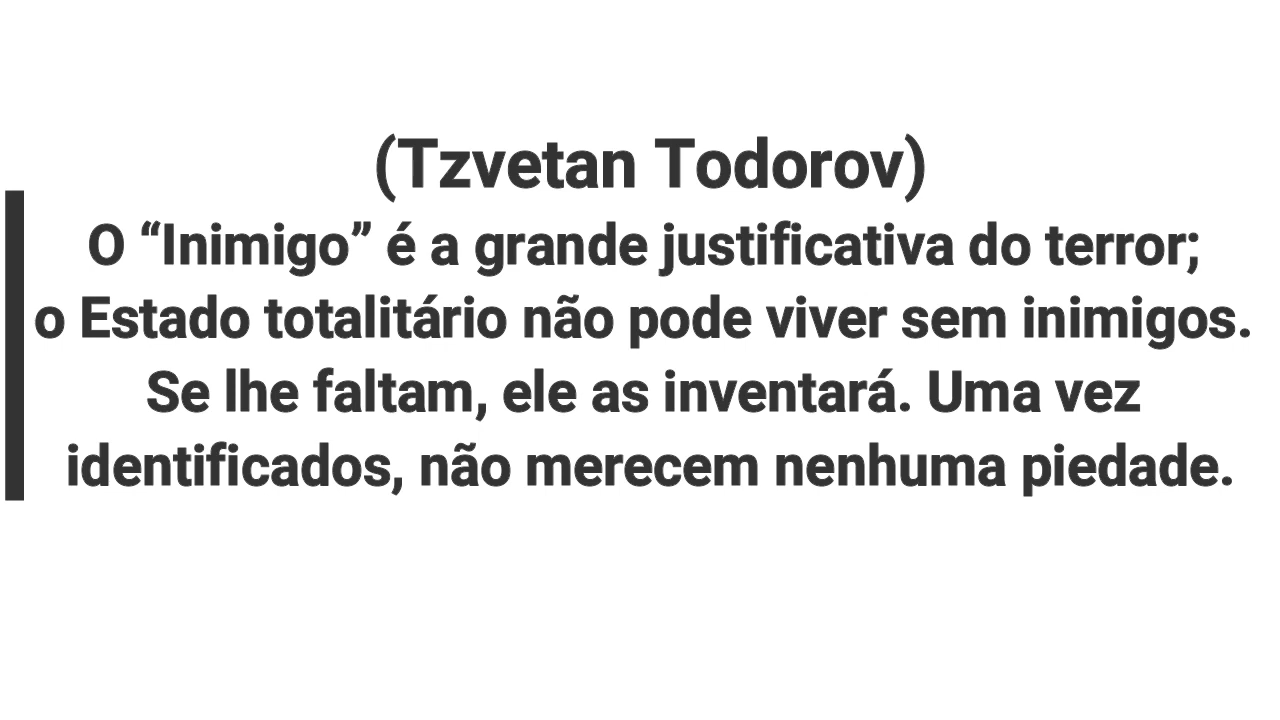 (Tzvetan Todorov)
O “Inimigo” é a grande justificativa do terror;
o Estado totalitário não pode viver sem inimigos.
Se lhe faltam, ele as inventará. Uma vez
identificados, não merecem nenhuma piedade.